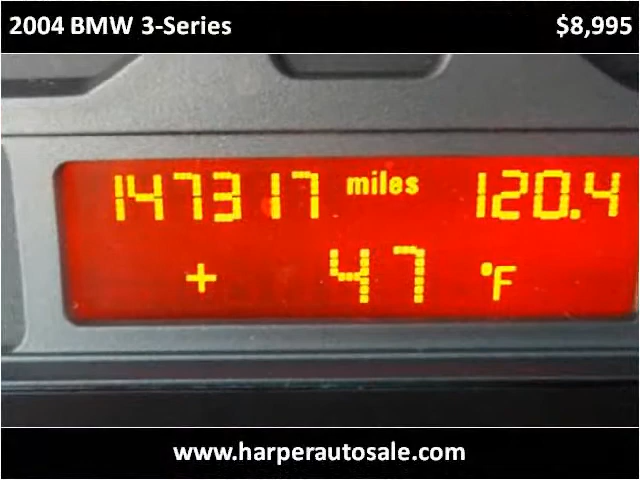 2004 BMW 3-Series $8,995
147317 miles 120.4
+ 47 °F
www.harperautosale.com